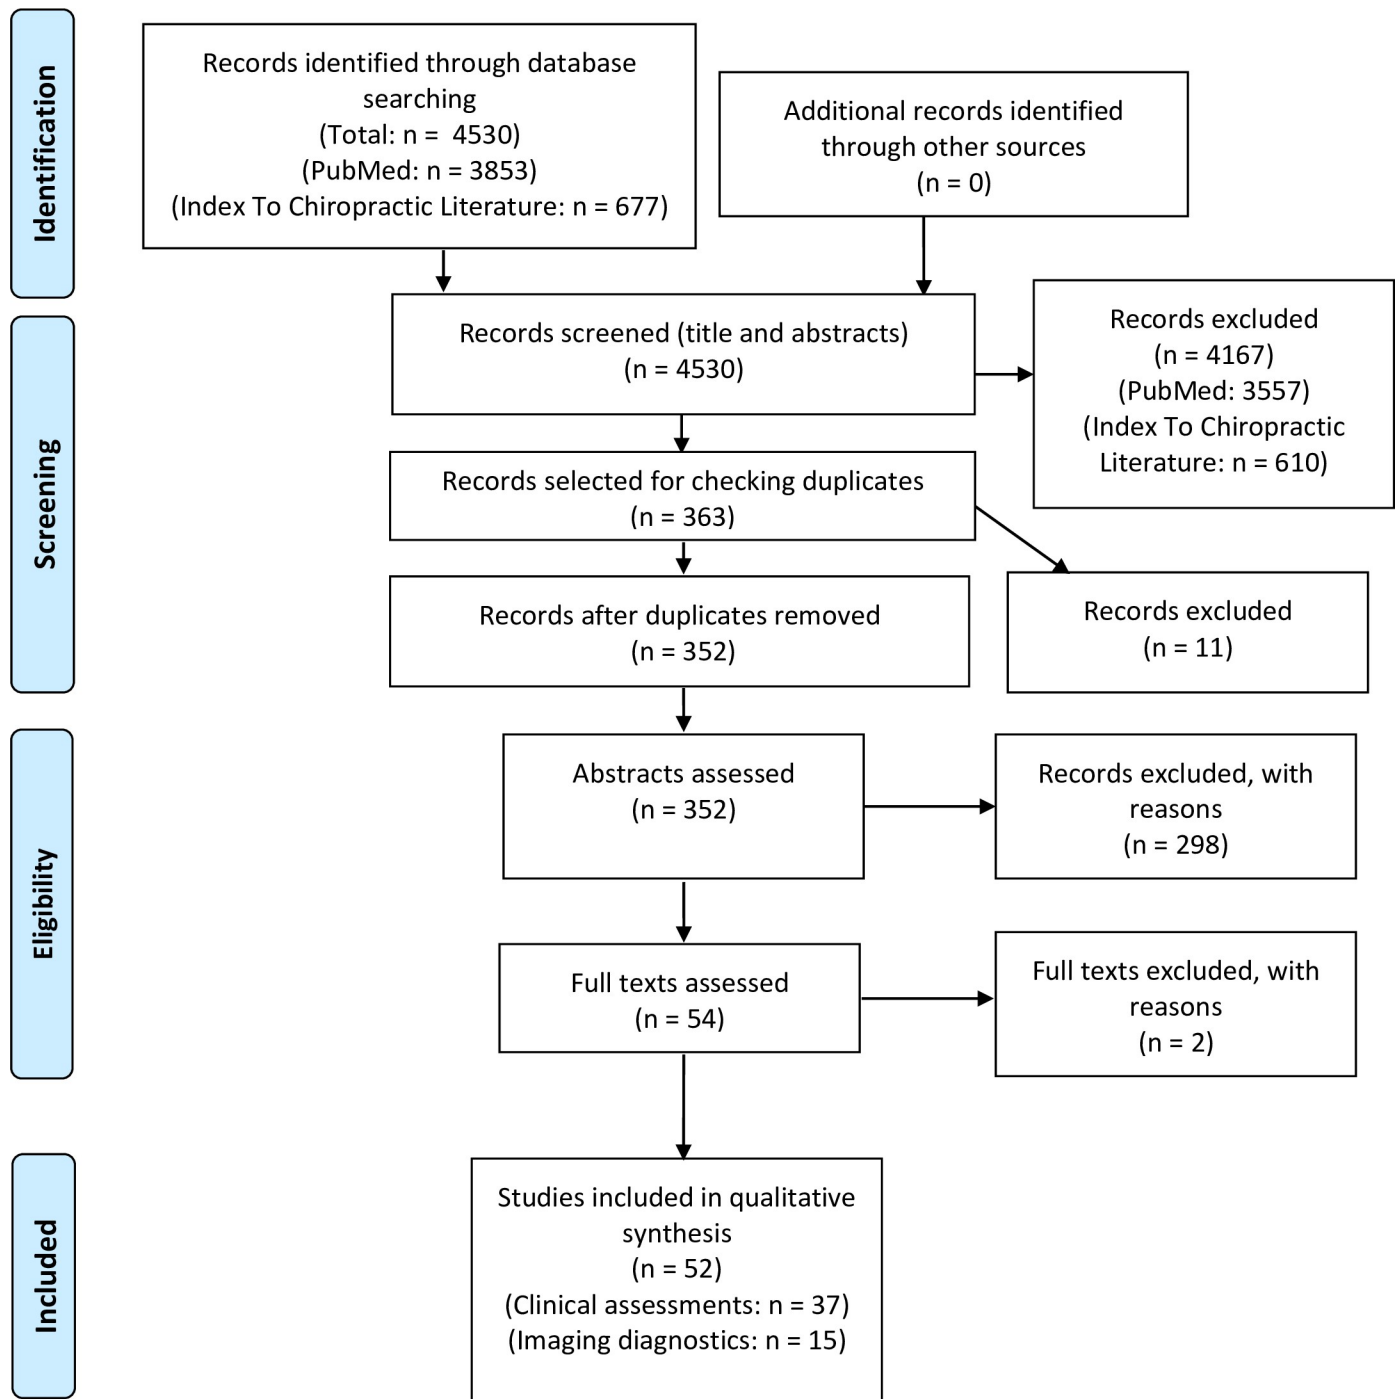 Identification
Records identified through database
searching
(Total: n =  4530)
(PubMed: n = 3853)
(Index To Chiropractic Literature: n = 677)
Additional records identified
through other sources
(n = 0)
Screening
Records screened (title and abstracts)
(n = 4530)
Records excluded
(n = 4167)
(PubMed: 3557)
(Index To Chiropractic
Literature: n = 610)
Records selected for checking duplicates
(n = 363)
Records after duplicates removed
(n = 352)
Records excluded
(n = 11)
Eligibility
Abstracts assessed
(n = 352)
Records excluded, with
reasons
(n = 298)
Full texts assessed
(n = 54)
Full texts excluded, with
reasons
(n = 2)
Included
Studies included in qualitative
synthesis
(n = 52)
(Clinical assessments: n = 37)
(Imaging diagnostics: n = 15)